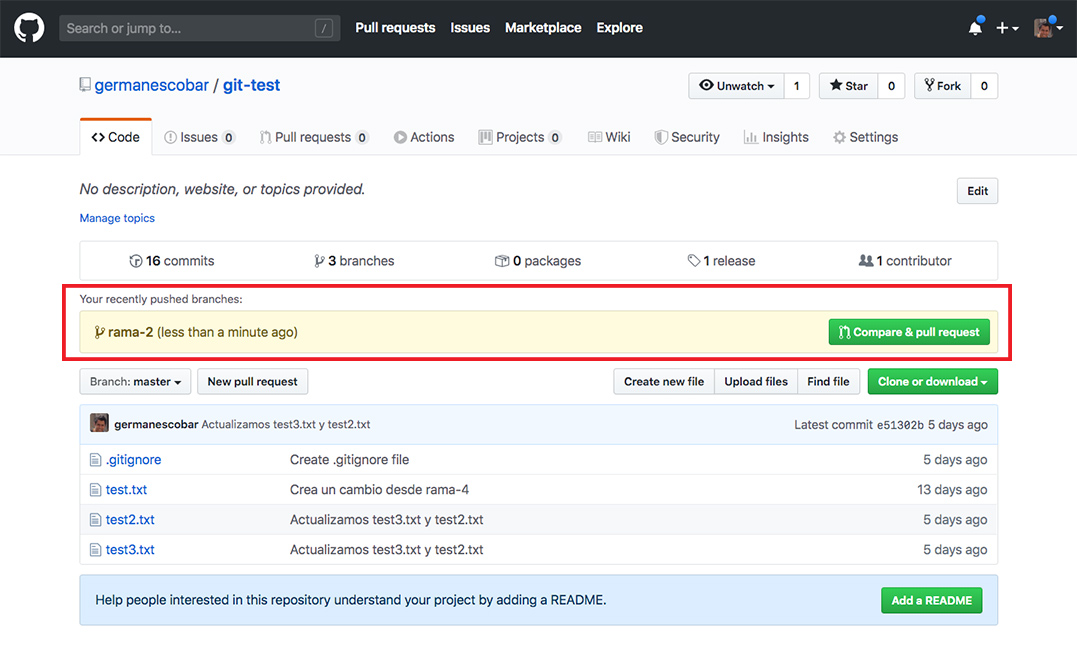 Search or jump to... / Pull requests Issues Marketplace Explore
germanescobar / git-test Unwatch 1 Star 0 Fork 0
Code Issues 0 Pull requests 0 Actions Projects 0 Wiki Security Insights Settings
No description, website, or topics provided. Edit
Manage topics
16 commits 3 branches 0 packages 1 release 1 contributor
Your recently pushed branches:
rama-2 (less than a minute ago) Compare & pull request
Branch: master New pull request Create new file Upload files Find file Clone or download
germanescobar Actualizamos test3.txt y test2.txt Latest commit e51302b 5 days ago
.gitignore Create .gitignore file 5 days ago
test.txt Crea un cambio desde rama-4 13 days ago
test2.txt Actualizamos test3.txt y test2.txt 5 days ago
test3.txt Actualizamos test3.txt y test2.txt 5 days ago
Help people interested in this repository understand your project by adding a README. Add a README